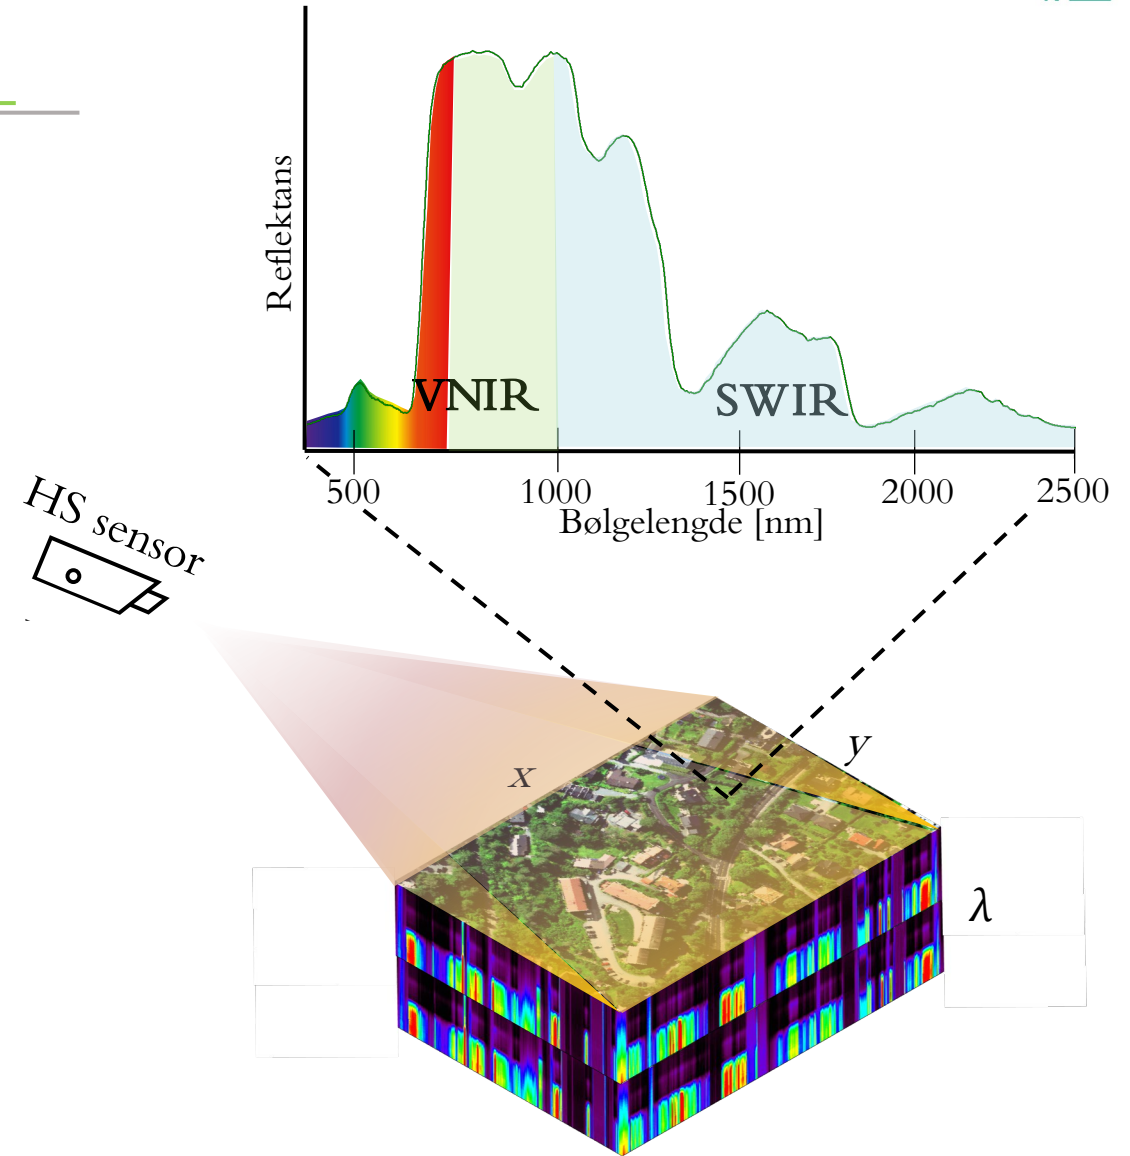 Reflektans
VNIR
SWIR
500 1000 1500 2000 2500
Bølgelengde [nm]
HS sensor
x
y
λ